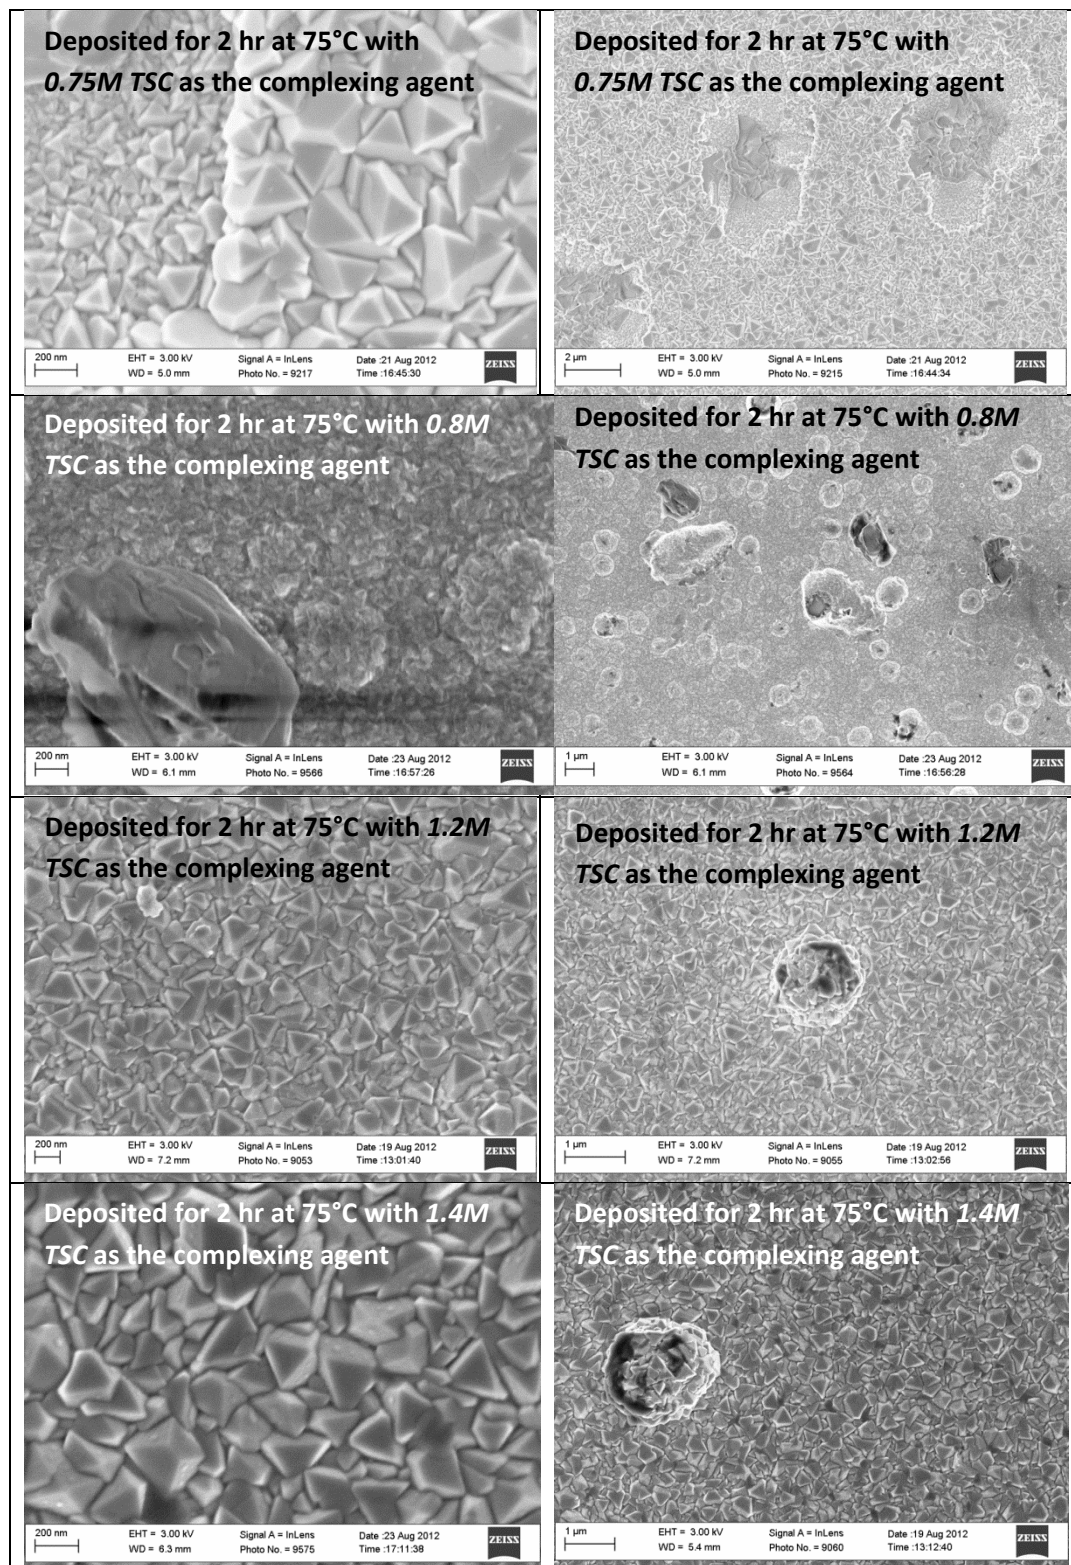 Deposited for 2 hr at 75°C with
0.75M TSC as the complexing agent
200 nm EHT = 3.00 kV Signal A = InLens Date :21 Aug 2012
WD = 5.0 mm Photo No. = 9217 Time :16:45:30 ZEISS
Deposited for 2 hr at 75°C with
0.75M TSC as the complexing agent
2 µm EHT = 3.00 kV Signal A = InLens Date :21 Aug 2012
WD = 5.0 mm Photo No. = 9215 Time :16:44:34 ZEISS
Deposited for 2 hr at 75°C with 0.8M
TSC as the complexing agent
200 nm EHT = 3.00 kV Signal A = InLens Date :23 Aug 2012
WD = 6.1 mm Photo No. = 9566 Time :16:57:26 ZEISS
Deposited for 2 hr at 75°C with 0.8M
TSC as the complexing agent
1 µm EHT = 3.00 kV Signal A = InLens Date :23 Aug 2012
WD = 6.1 mm Photo No. = 9564 Time :16:56:28 ZEISS
Deposited for 2 hr at 75°C with 1.2M
TSC as the complexing agent
200 nm EHT = 3.00 kV Signal A = InLens Date :19 Aug 2012
WD = 7.2 mm Photo No. = 9053 Time :13:01:40 ZEISS
Deposited for 2 hr at 75°C with 1.2M
TSC as the complexing agent
1 µm EHT = 3.00 kV Signal A = InLens Date :19 Aug 2012
WD = 7.2 mm Photo No. = 9055 Time :13:02:56 ZEISS
Deposited for 2 hr at 75°C with 1.4M
TSC as the complexing agent
200 nm EHT = 3.00 kV Signal A = InLens Date :23 Aug 2012
WD = 6.3 mm Photo No. = 9575 Time :17:11:38 ZEISS
Deposited for 2 hr at 75°C with 1.4M
TSC as the complexing agent
1 µm EHT = 3.00 kV Signal A = InLens Date :19 Aug 2012
WD = 5.4 mm Photo No. = 9060 Time :13:12:40 ZEISS